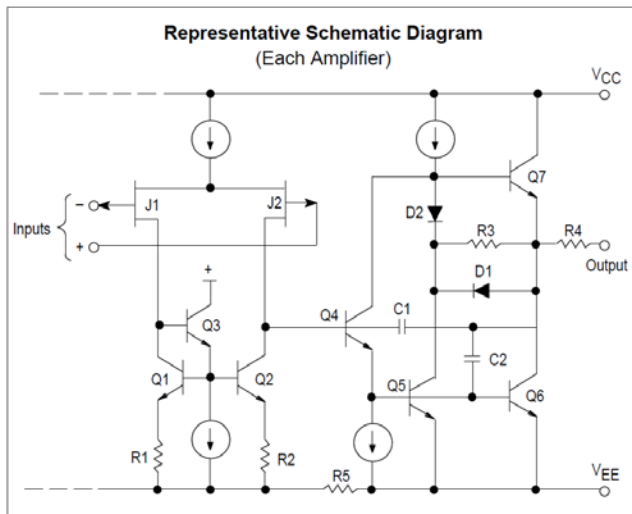 Representative Schematic Diagram
(Each Amplifier)
VCC
Q7
J1
J2
–
Inputs
+
D2
R3
R4
Output
+
D1
Q3
Q4
C1
C2
Q1
Q2
Q5
Q6
R1
R2
R5
VEE